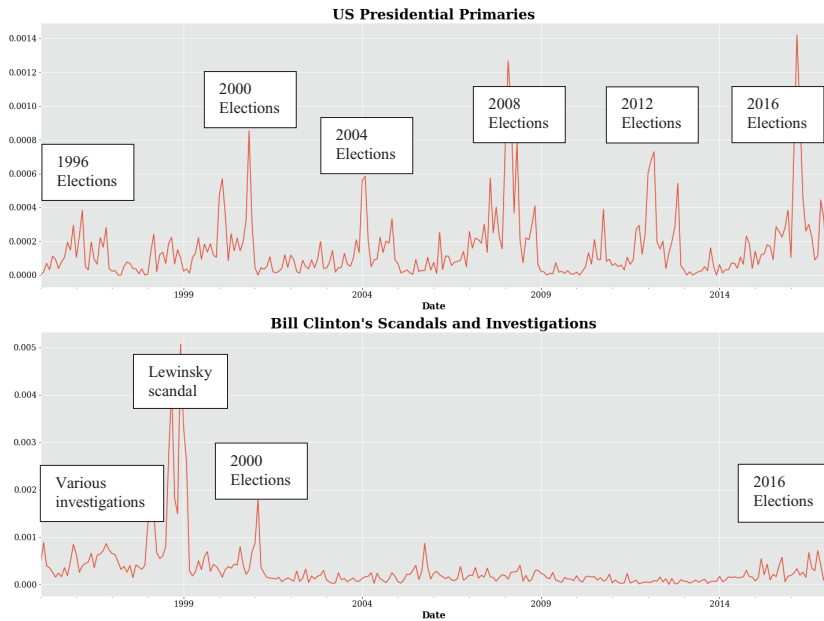 US Presidential Primaries
0.0014
0.0012
0.0010
0.0008
0.0006
0.0004
0.0002
0.0000
1996
Elections
2000
Elections
2004
Elections
2008
Elections
2012
Elections
2016
Elections
1999
2004
2009
2014
Date
Bill Clinton's Scandals and Investigations
0.005
0.004
0.003
0.002
0.001
0.000
Various
investigations
Lewinsky
scandal
2000
Elections
2016
Elections
1999
2004
2009
2014
Date